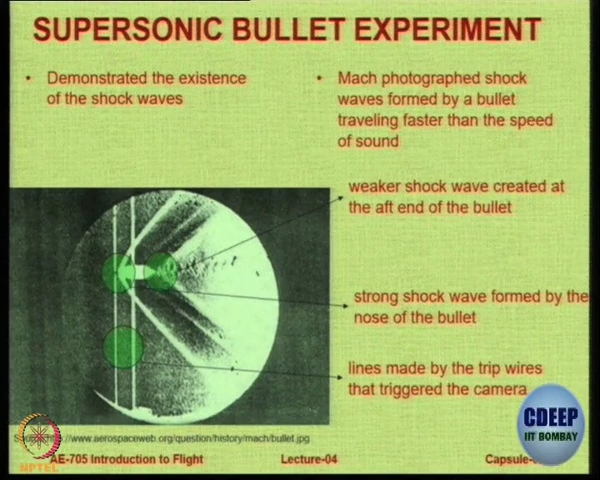 SUPERSONIC BULLET EXPERIMENT
• Demonstrated the existence
of the shock waves
• Mach photographed shock
waves formed by a bullet
traveling faster than the speed
of sound
weaker shock wave created at
the aft end of the bullet
strong shock wave formed by the
nose of the bullet
lines made by the trip wires
that triggered the camera
www.aerospaceweb.org/question/history/mach/bullet.jpg
CDEEP
IIT BOMBAY
NPTEL
AE-705 Introduction to Flight
Lecture-04